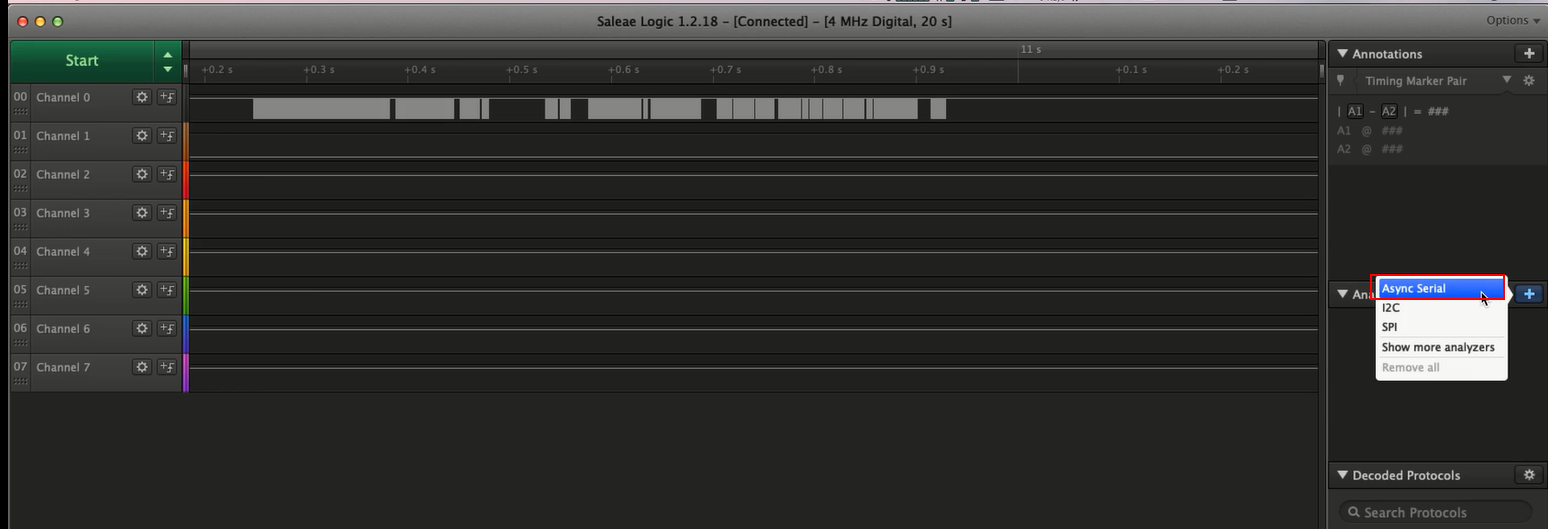 Saleae Logic 1.2.18 – [Connected] – [4 MHz Digital, 20 s]
Options
Start
11 s
+0.2 s +0.3 s +0.4 s +0.5 s +0.6 s +0.7 s +0.8 s +0.9 s +0.1 s +0.2 s
00 Channel 0
01 Channel 1
02 Channel 2
03 Channel 3
04 Channel 4
05 Channel 5
06 Channel 6
07 Channel 7
Annotations
Timing Marker Pair
| A1 – A2 | = ###
A1 @ ###
A2 @ ###
Ana
Async Serial
I2C
SPI
Show more analyzers
Remove all
Decoded Protocols
Search Protocols